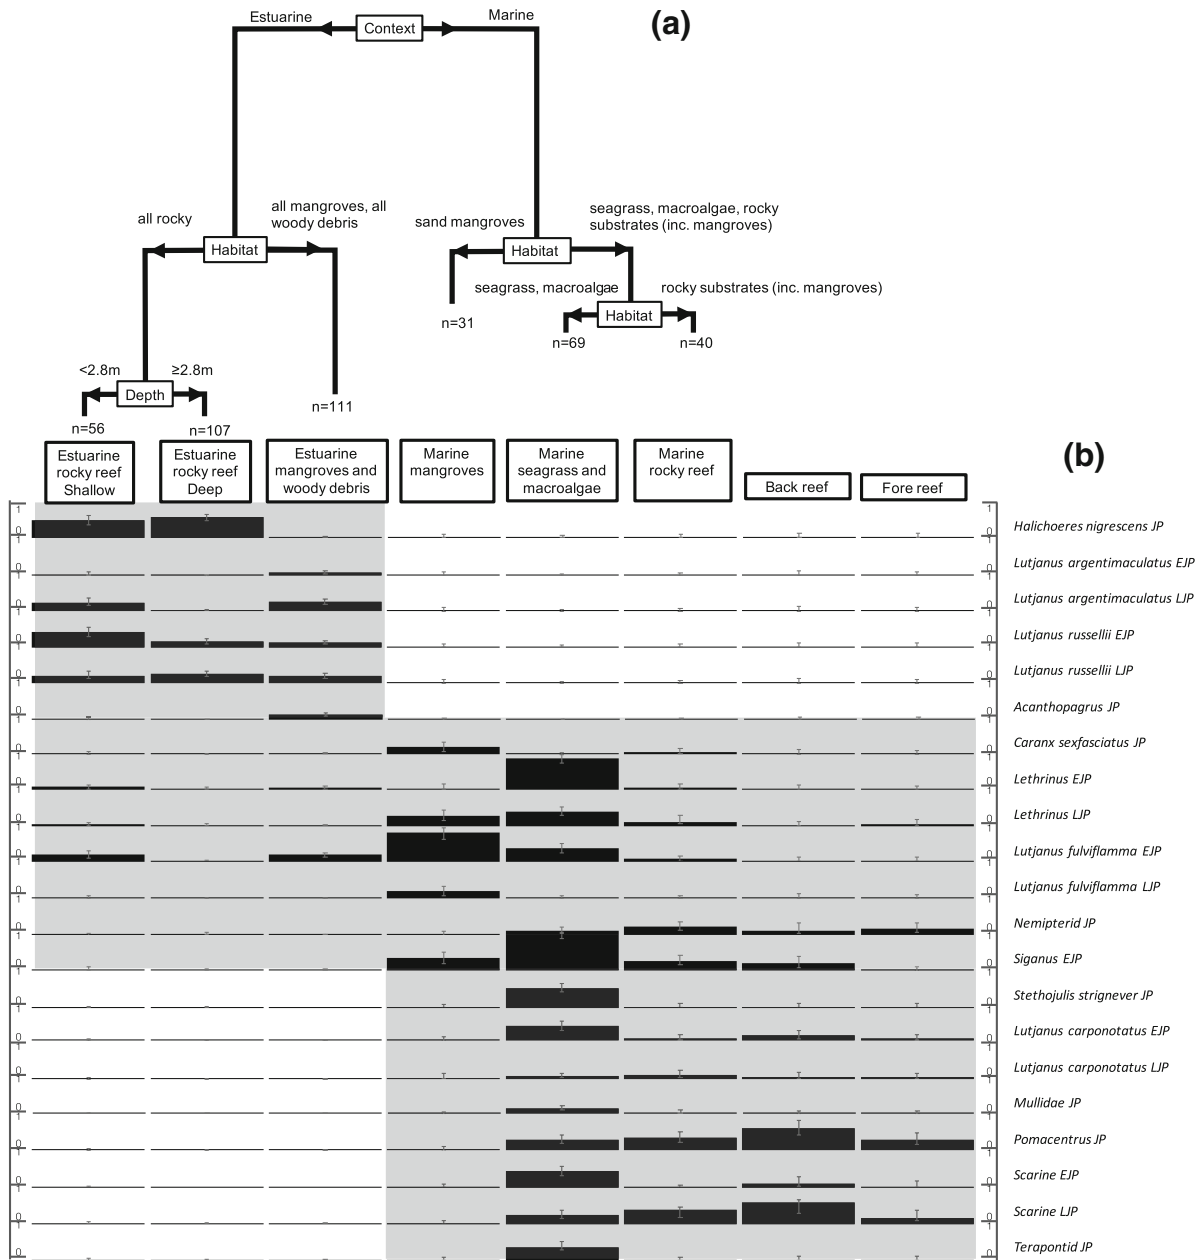 (a)
Estuarine
Context
Marine
all rocky
Habitat
all mangroves, all
woody debris
sand mangroves
Habitat
seagrass, macroalgae, rocky
substrates (inc. mangroves)
seagrass, macroalgae
Habitat
rocky substrates (inc. mangroves)
n=31
n=69
n=40
<2.8m
Depth
≥2.8m
n=56
n=107
n=111
(b)
Estuarine
rocky reef
Shallow
Estuarine
rocky reef
Deep
Estuarine
mangroves and
woody debris
Marine
mangroves
Marine
seagrass and
macroalgae
Marine
rocky reef
Back reef
Fore reef
Halichoeres nigrescens JP
Lutjanus argentimaculatus EJP
Lutjanus argentimaculatus LJP
Lutjanus russellii EJP
Lutjanus russellii LJP
Acanthopagrus JP
Caranx sexfasciatus JP
Lethrinus EJP
Lethrinus LJP
Lutjanus fulviflamma EJP
Lutjanus fulviflamma LJP
Nemipterid JP
Siganus EJP
Stethojulis strignever JP
Lutjanus carponotatus EJP
Lutjanus carponotatus LJP
Mullidae JP
Pomacentrus JP
Scarine EJP
Scarine LJP
Terapontid JP